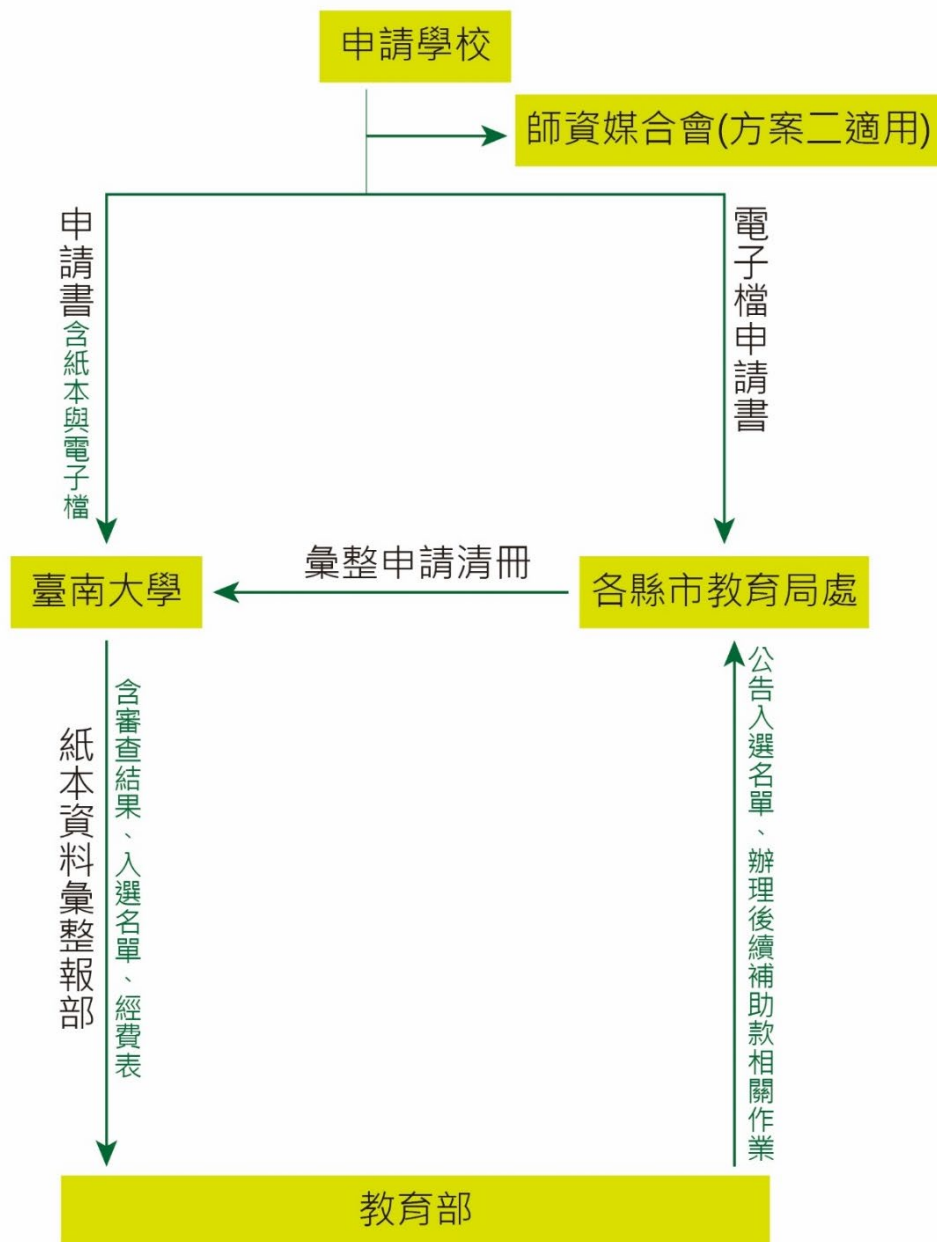 申請學校
師資媒合會(方案二適用)
申請書
含紙本與電子檔
電子檔申請書
臺南大學
彙整申請清冊
各縣市教育局處
紙本資料彙整報部
含審查結果、入選名單、經費表
公告入選名單、辦理後續補助款相關作業
教育部